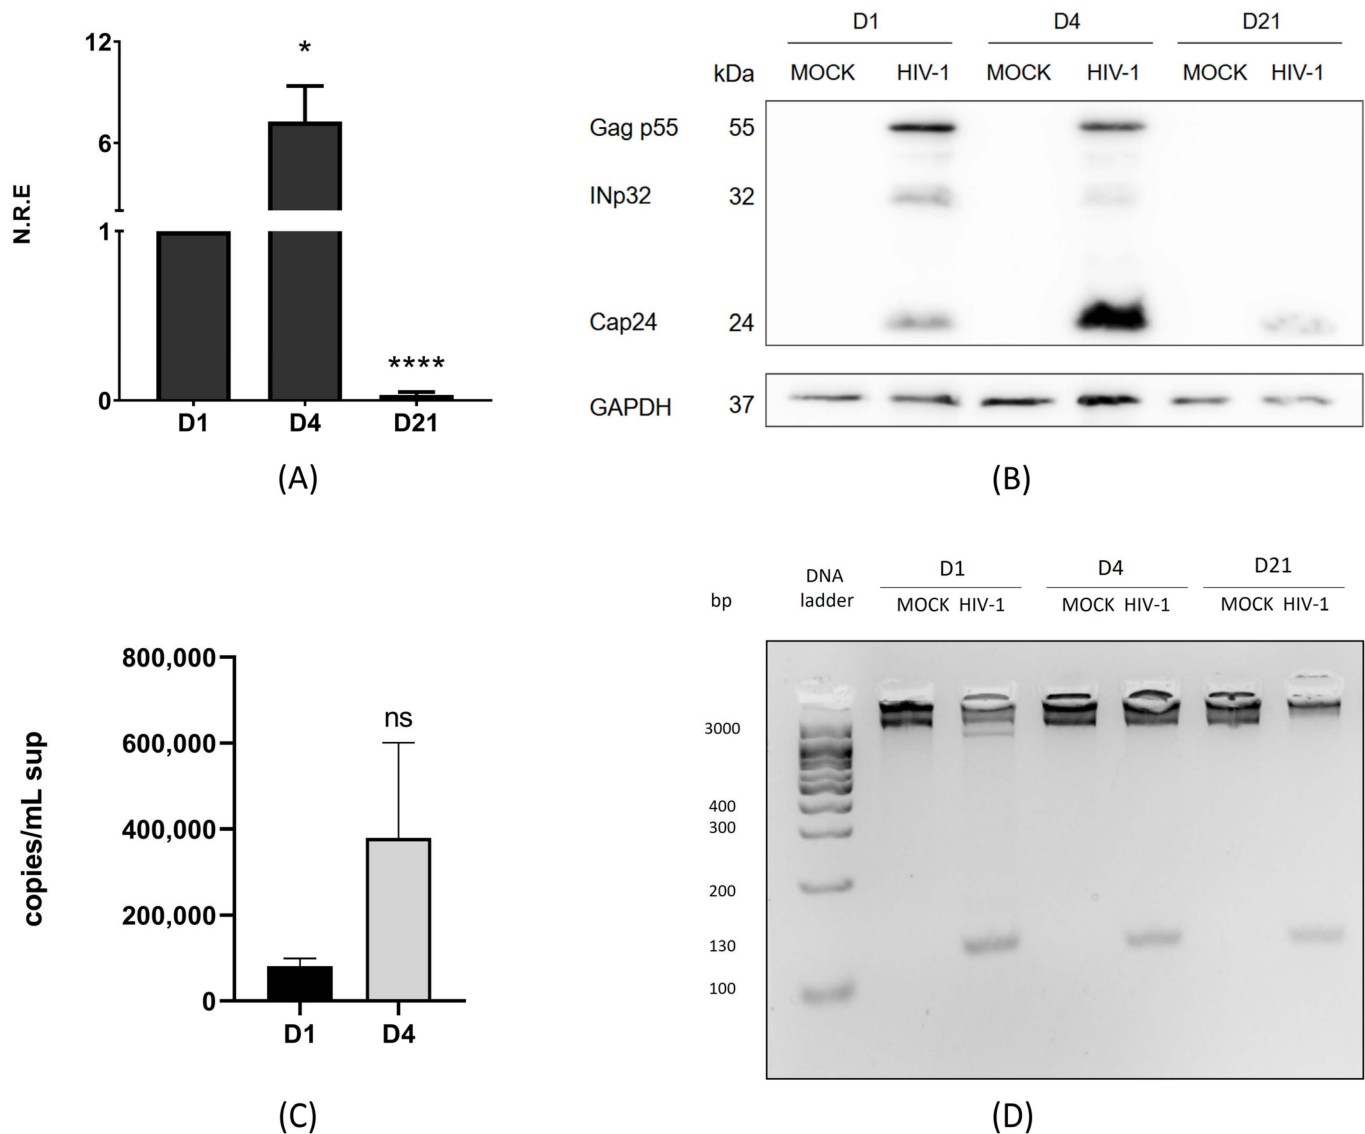 12
*
6
N.R.E
1
****
0
D1 D4 D21
(A)
D1 D4 D21
kDa MOCK HIV-1 MOCK HIV-1 MOCK HIV-1
Gag p55 55
INp32 32
Cap24 24
GAPDH 37
(B)
800,000
ns
600,000
copies/mL sup
400,000
200,000
0
D1 D4
(C)
D1 D4 D21
DNA
bp ladder MOCK HIV-1 MOCK HIV-1 MOCK HIV-1
3000
400
300
200
130
100
(D)